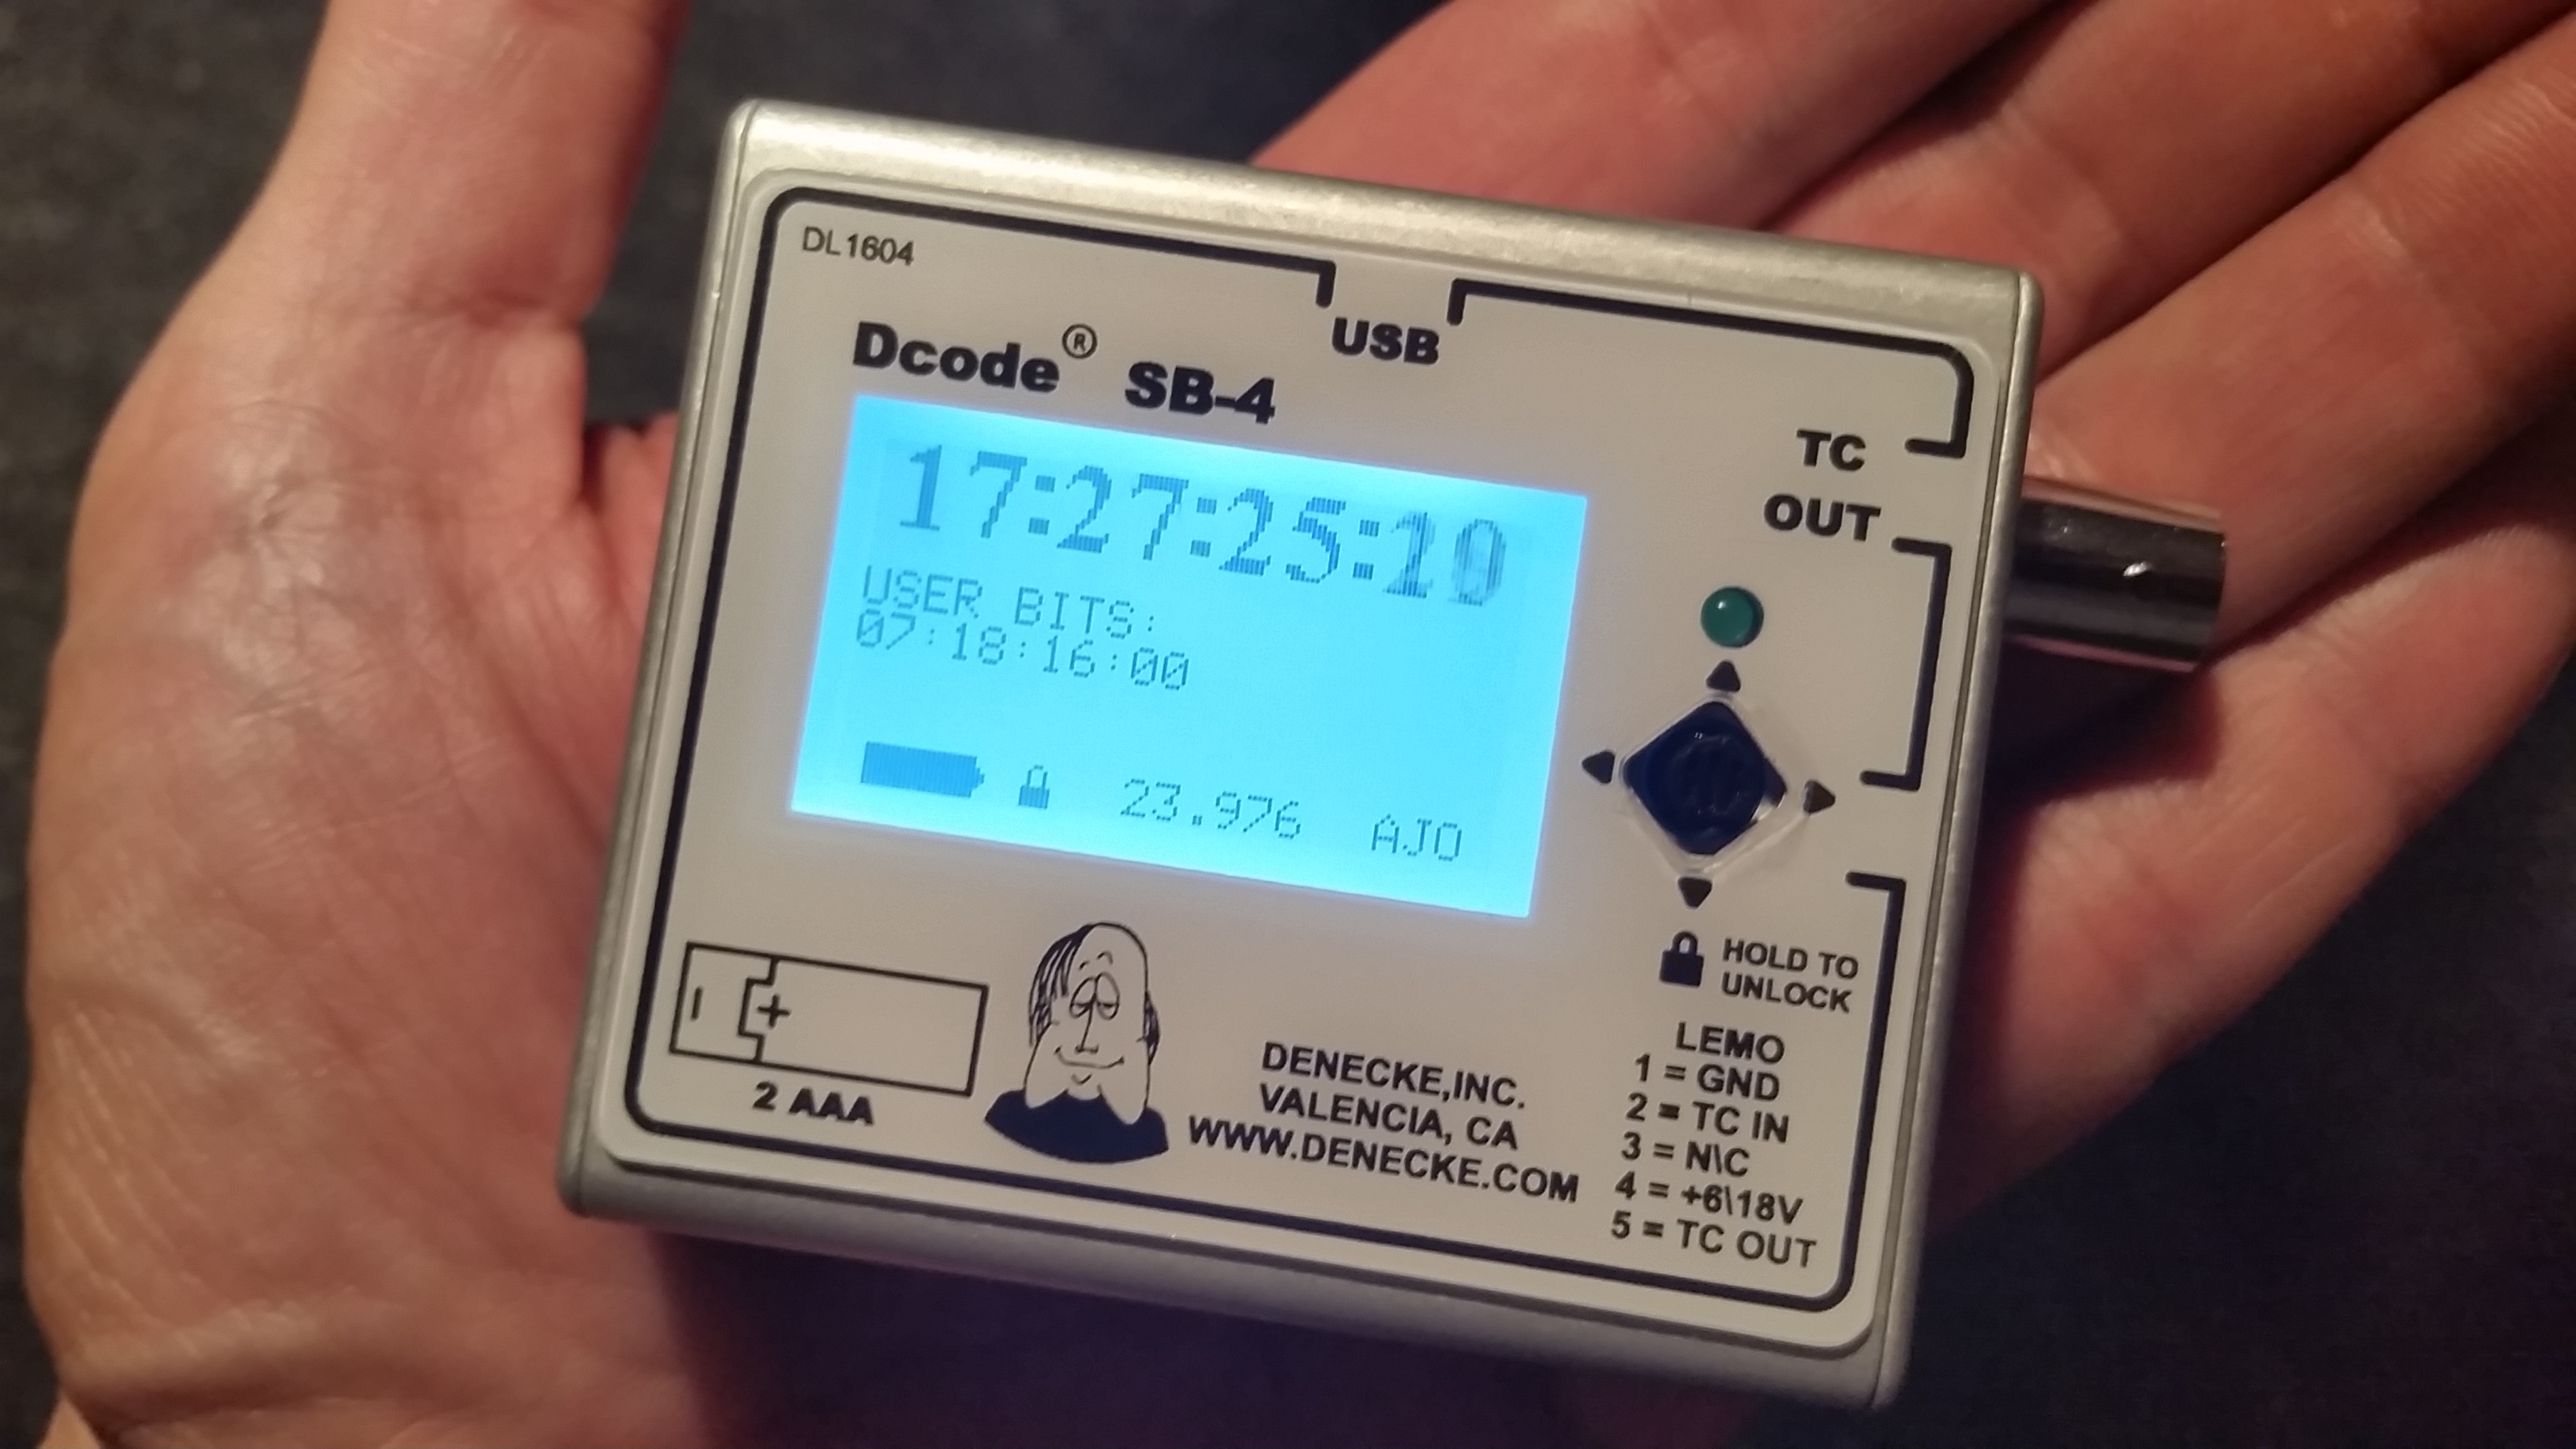 DL1604
USB
Dcode® SB-4
TC
OUT
17:27:25:
USER BITS:
07:18:16:00
23.976 AJO
HOLD TO
UNLOCK
2 AAA
DENECKE,INC.
VALENCIA, CA
WWW.DENECKE.COM
LEMO
1 = GND
2 = TC IN
3 = N\C
4 = +6\18V
5 = TC OUT